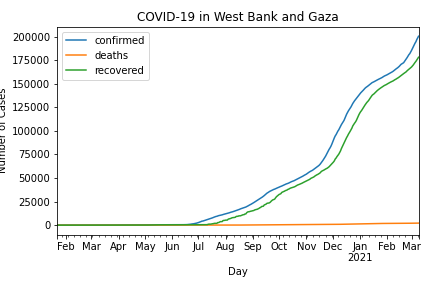 COVID-19 in West Bank and Gaza
confirmed
deaths
recovered
200000
175000
150000
125000
100000
75000
50000
25000
0
Number of Cases
Feb Mar Apr May Jun Jul Aug Sep Oct Nov Dec Jan Feb Mar
2021
Day